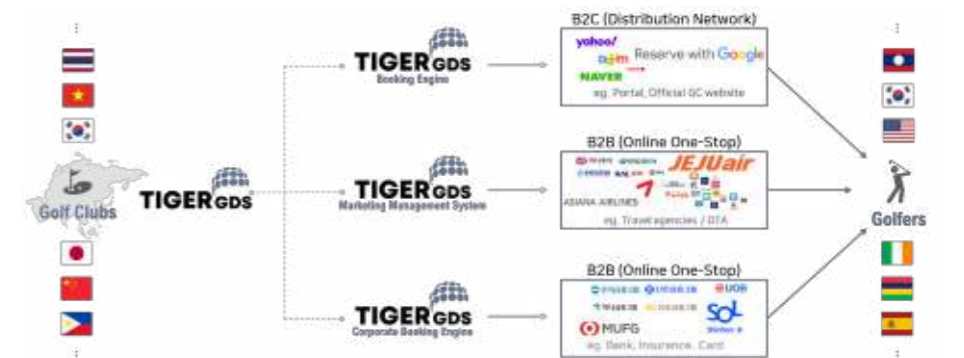 B2C (Distribution Network)
TIGER GDS
Booking Engine
yahoo!
Daum
Reserve with Google
NAVER
eg. Portal, Official GC website
B2B (Online One-Stop)
Golf Clubs
TIGER GDS
TIGER GDS
Marketing Management System
JEJUair
ASIANA AIRLINES
eg. Travel agencies / OTA
Golfers
B2B (Online One-Stop)
TIGER GDS
Corporate Booking Engine
UOB
SOL
MUFG
eg. Bank, Insurance, Card